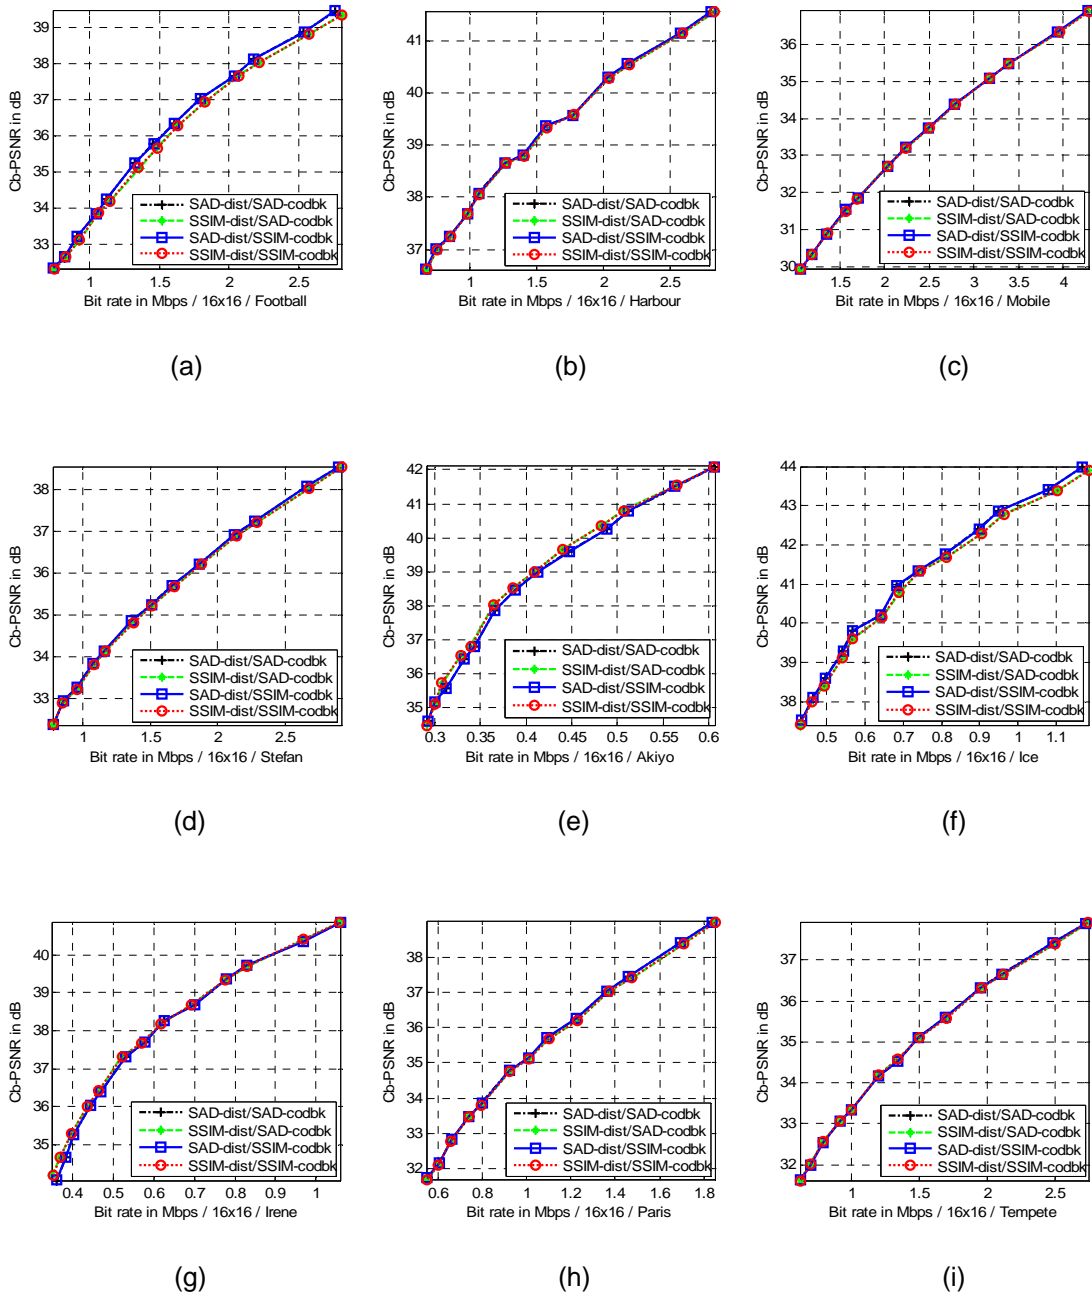 39
38
37
36
35
34
33
Cb-PSNR in dB
SAD-dist/SAD-codbk
SSIM-dist/SAD-codbk
SAD-dist/SSIM-codbk
SSIM-dist/SSIM-codbk
1 1.5 2 2.5
Bit rate in Mbps / 16x16 / Football
(a)
41
40
39
38
37
Cb-PSNR in dB
SAD-dist/SAD-codbk
SSIM-dist/SAD-codbk
SAD-dist/SSIM-codbk
SSIM-dist/SSIM-codbk
1 1.5 2 2.5
Bit rate in Mbps / 16x16 / Harbour
(b)
36
35
34
33
32
31
30
Cb-PSNR in dB
SAD-dist/SAD-codbk
SSIM-dist/SAD-codbk
SAD-dist/SSIM-codbk
SSIM-dist/SSIM-codbk
1.5 2 2.5 3 3.5 4
Bit rate in Mbps / 16x16 / Mobile
(c)
38
37
36
35
34
33
Cb-PSNR in dB
SAD-dist/SAD-codbk
SSIM-dist/SAD-codbk
SAD-dist/SSIM-codbk
SSIM-dist/SSIM-codbk
1 1.5 2 2.5
Bit rate in Mbps / 16x16 / Stefan
(d)
42
41
40
39
38
37
36
35
Cb-PSNR in dB
SAD-dist/SAD-codbk
SSIM-dist/SAD-codbk
SAD-dist/SSIM-codbk
SSIM-dist/SSIM-codbk
0.3 0.35 0.4 0.45 0.5 0.55 0.6
Bit rate in Mbps / 16x16 / Akiyo
(e)
44
43
42
41
40
39
38
Cb-PSNR in dB
SAD-dist/SAD-codbk
SSIM-dist/SAD-codbk
SAD-dist/SSIM-codbk
SSIM-dist/SSIM-codbk
0.5 0.6 0.7 0.8 0.9 1 1.1
Bit rate in Mbps / 16x16 / Ice
(f)
40
39
38
37
36
35
Cb-PSNR in dB
SAD-dist/SAD-codbk
SSIM-dist/SAD-codbk
SAD-dist/SSIM-codbk
SSIM-dist/SSIM-codbk
0.4 0.5 0.6 0.7 0.8 0.9 1
Bit rate in Mbps / 16x16 / Irene
(g)
38
37
36
35
34
33
32
Cb-PSNR in dB
SAD-dist/SAD-codbk
SSIM-dist/SAD-codbk
SAD-dist/SSIM-codbk
SSIM-dist/SSIM-codbk
0.6 0.8 1 1.2 1.4 1.6 1.8
Bit rate in Mbps / 16x16 / Paris
(h)
37
36
35
34
33
32
Cb-PSNR in dB
SAD-dist/SAD-codbk
SSIM-dist/SAD-codbk
SAD-dist/SSIM-codbk
SSIM-dist/SSIM-codbk
1 1.5 2 2.5
Bit rate in Mbps / 16x16 / Tempete
(i)